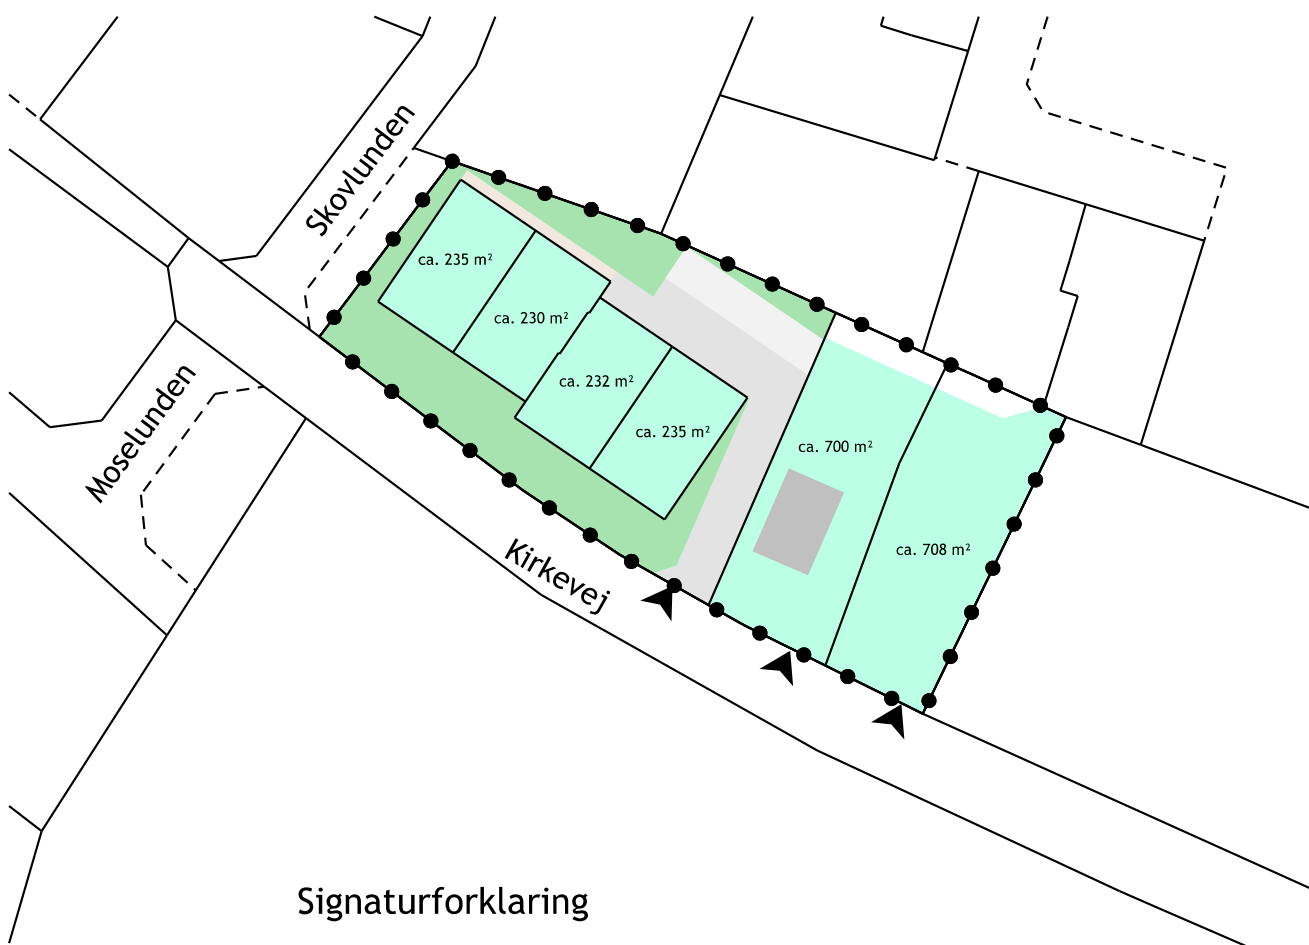 Skovlunden
ca. 235 m²
ca. 230 m²
ca. 232 m²
ca. 235 m²
ca. 700 m²
ca. 708 m²
Moselunden
Kirkevej
Signaturforklaring